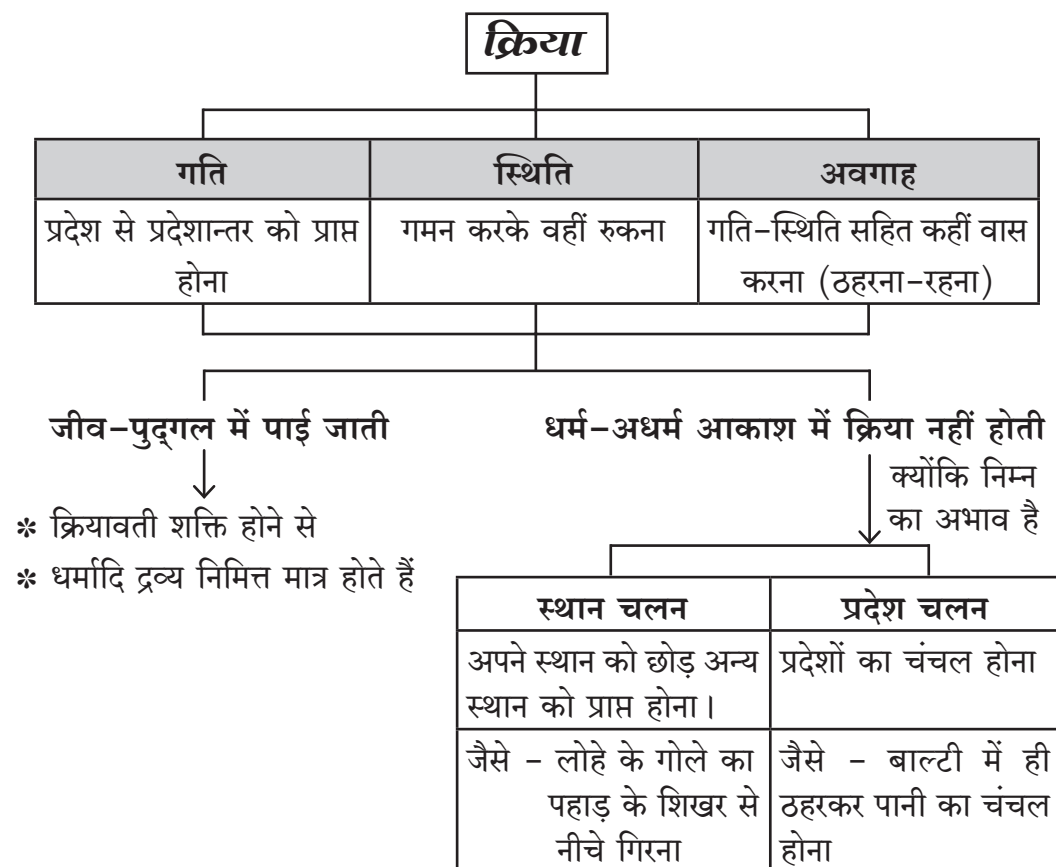 क्रिया
गति
स्थिति
अवगाह
प्रदेश से प्रदेशान्तर को प्राप्त
होना
गमन करके वहीं रुकना
गति-स्थिति सहित कहीं वास
करना (ठहरना-रहना)
जीव-पुद्‌गल में पाई जाती
* क्रियावती शक्ति होने से
* धर्मादि द्रव्य निमित्त मात्र होते हैं
धर्म-अधर्म आकाश में क्रिया नहीं होती
क्योंकि निम्न
का अभाव है
स्थान चलन
अपने स्थान को छोड़ अन्य
स्थान को प्राप्त होना।
जैसे - लोहे के गोले का
पहाड़ के शिखर से
नीचे गिरना
प्रदेश चलन
प्रदेशों का चंचल होना
जैसे - बाल्टी में ही
ठहरकर पानी का चंचल
होना